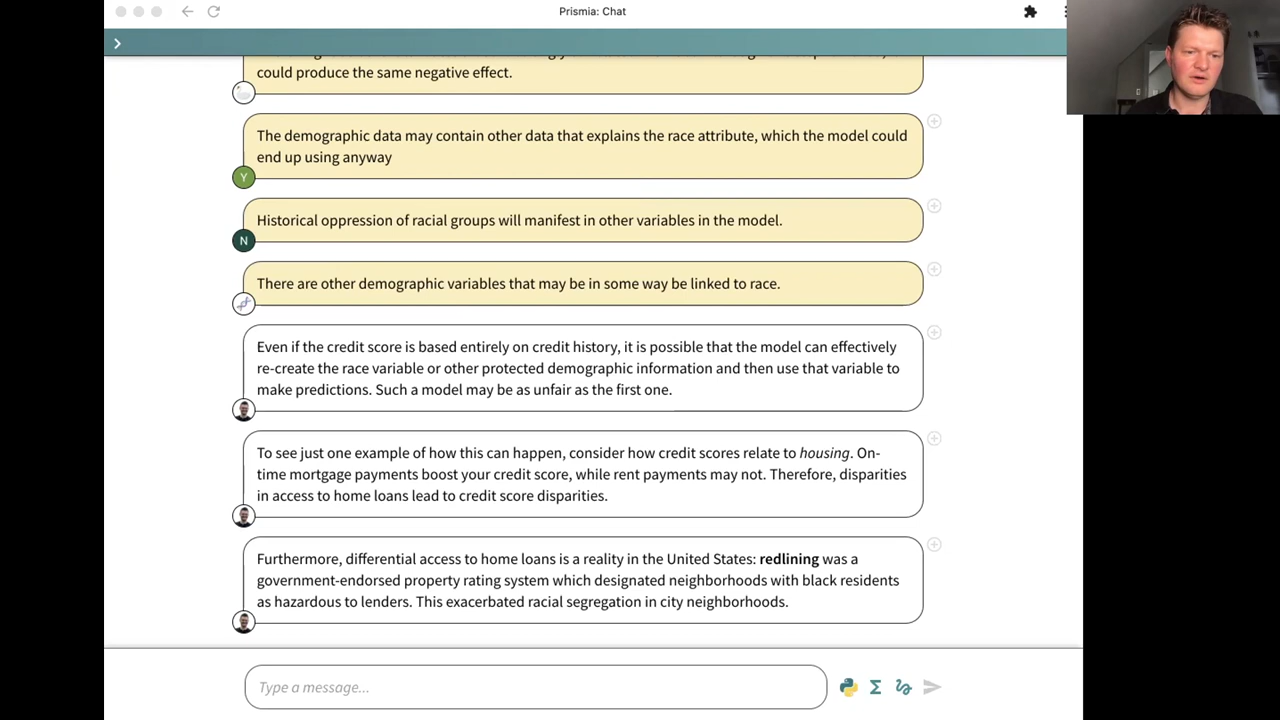 Prismia: Chat
could produce the same negative effect.
The demographic data may contain other data that explains the race attribute, which the model could
end up using anyway
Y
Historical oppression of racial groups will manifest in other variables in the model.
N
There are other demographic variables that may be in some way be linked to race.
Even if the credit score is based entirely on credit history, it is possible that the model can effectively
re-create the race variable or other protected demographic information and then use that variable to
make predictions. Such a model may be as unfair as the first one.
To see just one example of how this can happen, consider how credit scores relate to housing. On-
time mortgage payments boost your credit score, while rent payments may not. Therefore, disparities
in access to home loans lead to credit score disparities.
Furthermore, differential access to home loans is a reality in the United States: redlining was a
government-endorsed property rating system which designated neighborhoods with black residents
as hazardous to lenders. This exacerbated racial segregation in city neighborhoods.
Type a message...
Σ